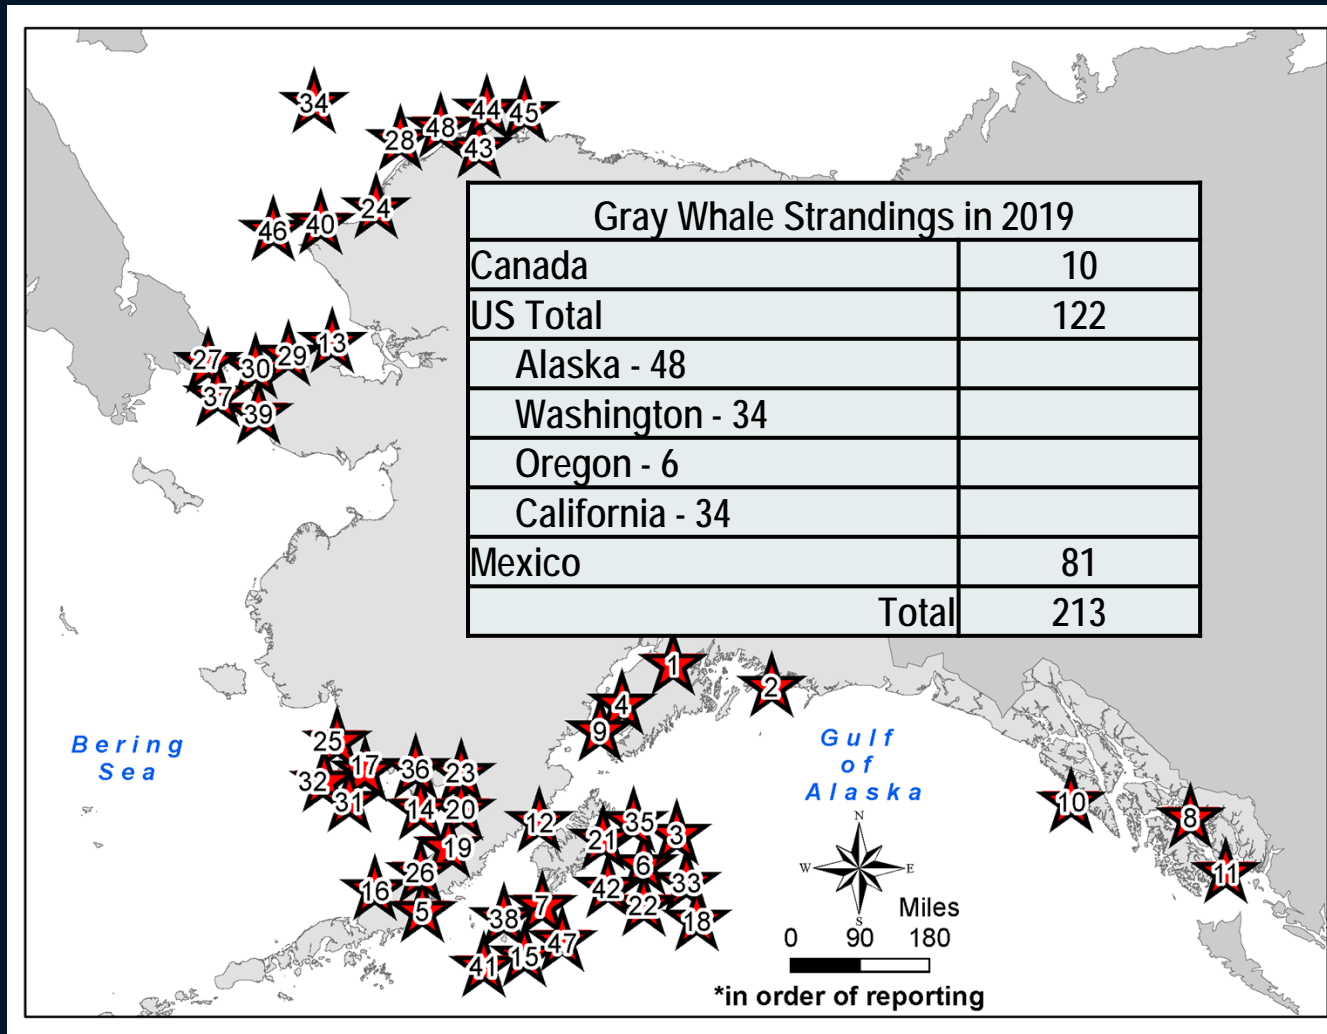 34
44
45
48
28
43
24
40
46
Gray Whale Strandings in 2019
Canada 10
US Total 122
Alaska - 48
Washington - 34
Oregon - 6
California - 34
Mexico 81
Total 213
13
29
27
30
37
39
1
2
4
9
Bering
Sea
Gulf
of
Alaska
25
17
36
23
32
31
14
20
12
35
3
21
10
8
19
6
11
26
16
42
33
5
22
18
38
7
47
15
41
N
W
E
S
Miles
0 90 180
*in order of reporting